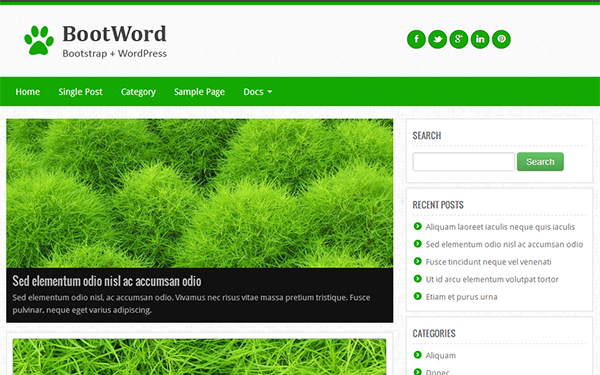 BootWord
Bootstrap + WordPress
Home Single Post Category Sample Page Docs
Sed elementum odio nisl ac accumsan odio
Sed elementum odio nisl, ac accumsan odio. Vivamus nec risus vitae massa pretium tristique. Fusce
pulvinar, neque eget varius adipiscing.
SEARCH
Search
RECENT POSTS
Aliquam laoreet iaculis neque quis iaculis
Sed elementum odio nisl ac accumsan odio
Fusce tincidunt neque vel venenati
Ut id arcu elementum volutpat tortor
Etiam et purus urna
CATEGORIES
Aliquam
Donec